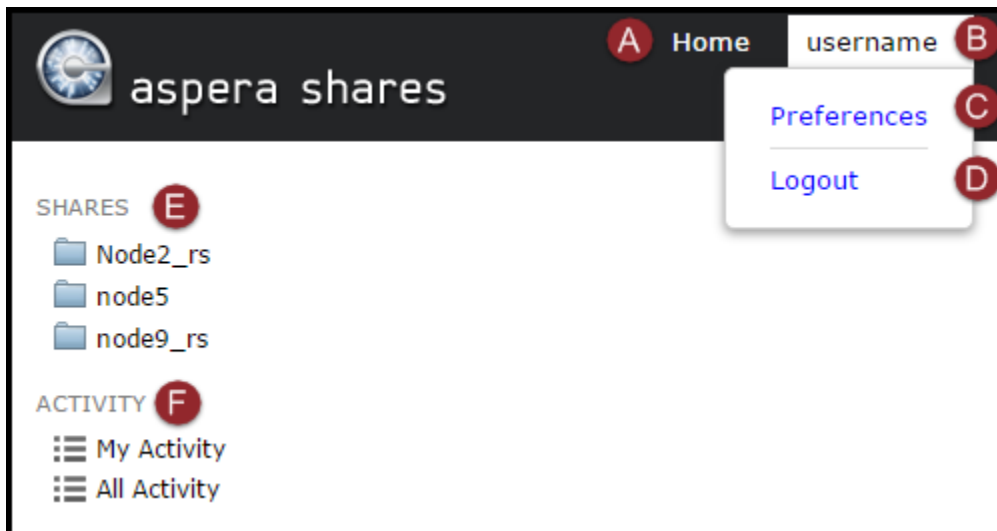 aspera shares
A Home username B
Preferences C
Logout D
SHARES E
Node2_rs
node5
node9_rs
ACTIVITY F
My Activity
All Activity